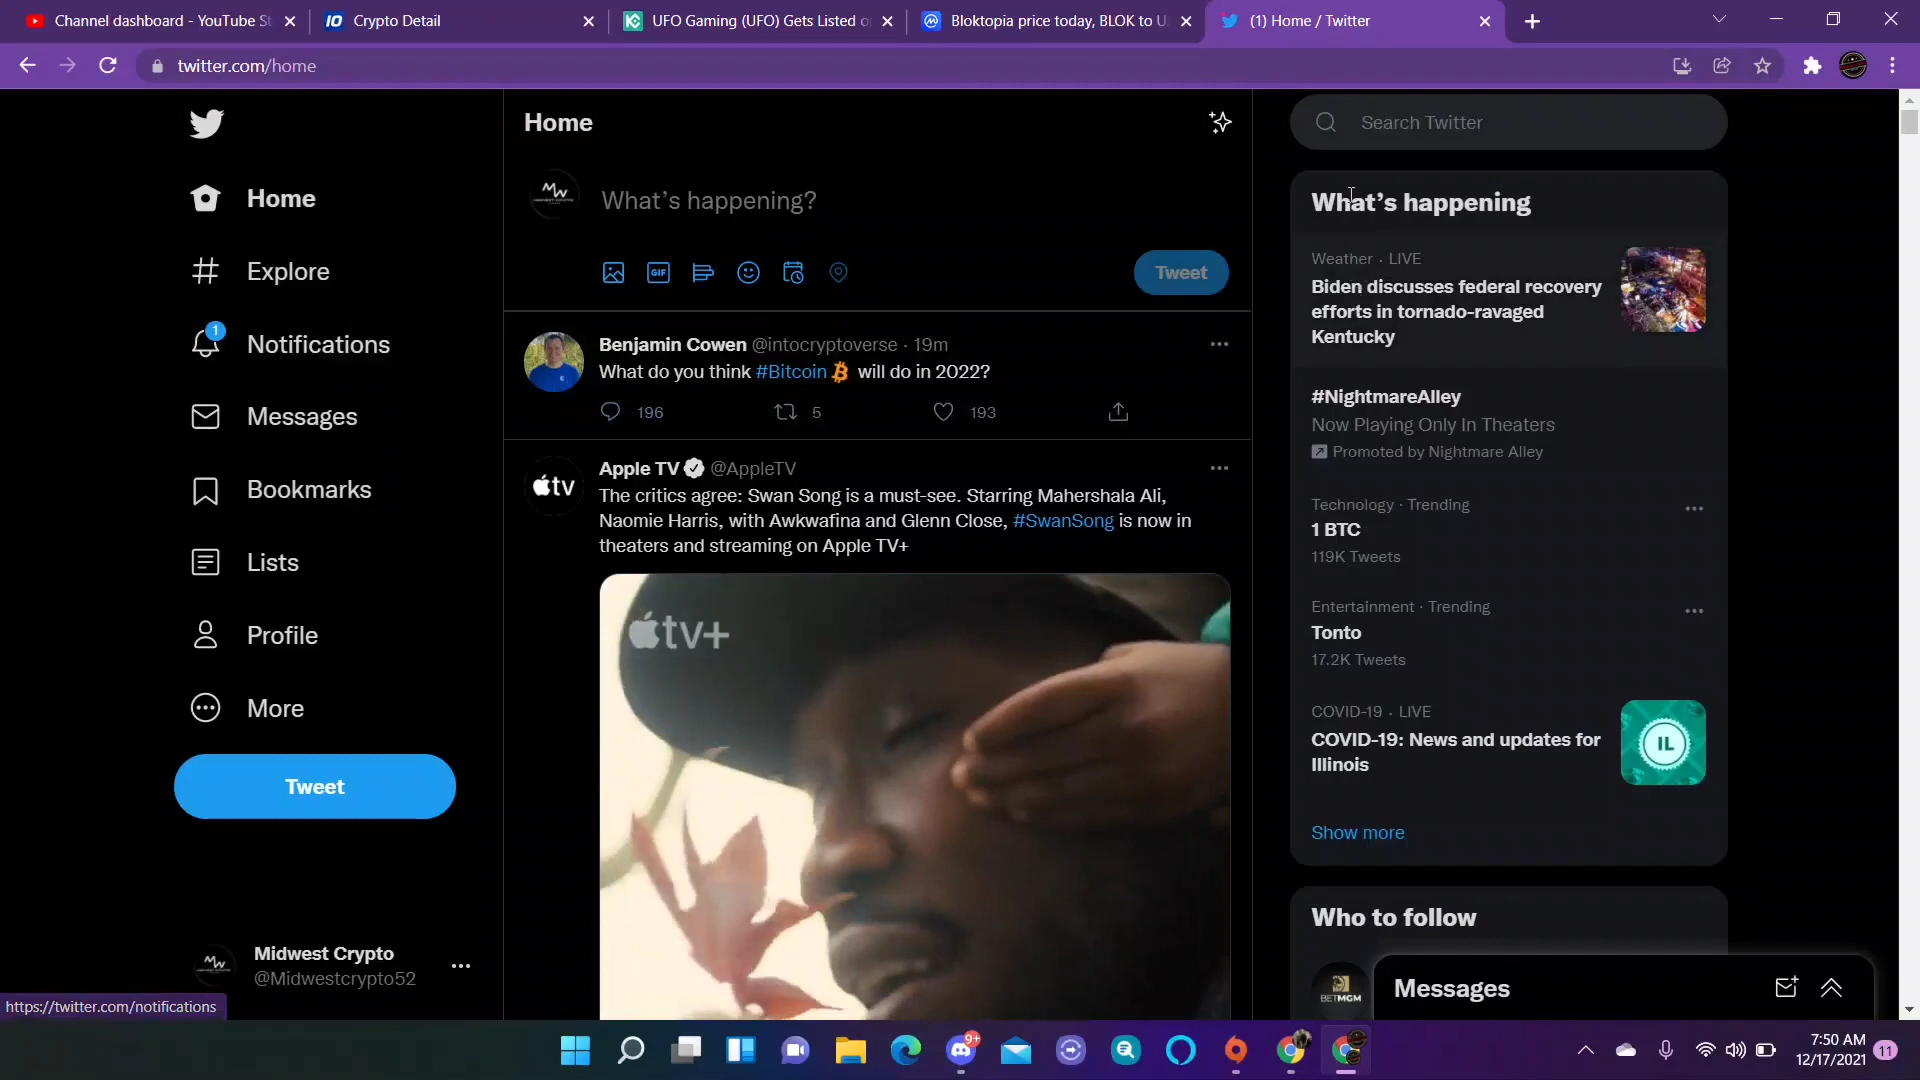 Channel dashboard - YouTube St
Crypto Detail
UFO Gaming (UFO) Gets Listed o
Bloktopia price today, BLOK to U
(1) Home / Twitter
twitter.com/home
Home
Explore
1
Notifications
Messages
Bookmarks
Lists
Profile
More
Tweet
Midwest Crypto
@Midwestcrypto52
https://twitter.com/notifications
Home
MW
What's happening?
GIF
Tweet
Benjamin Cowen @intocryptoverse · 19m
What do you think #Bitcoin will do in 2022?
196
5
193
Apple TV @AppleTV
The critics agree: Swan Song is a must-see. Starring Mahershala Ali,
Naomie Harris, with Awkwafina and Glenn Close, #SwanSong is now in
theaters and streaming on Apple TV+
tv
tv+
Search Twitter
What's happening
Weather · LIVE
Biden discusses federal recovery
efforts in tornado-ravaged
Kentucky
#NightmareAlley
Now Playing Only In Theaters
Promoted by Nightmare Alley
Technology · Trending
1 BTC
119K Tweets
Entertainment · Trending
Tonto
17.2K Tweets
COVID-19 · LIVE
COVID-19: News and updates for
Illinois
IL
Show more
Who to follow
BETMGM
Messages
9+
7:50 AM
12/17/2021
11